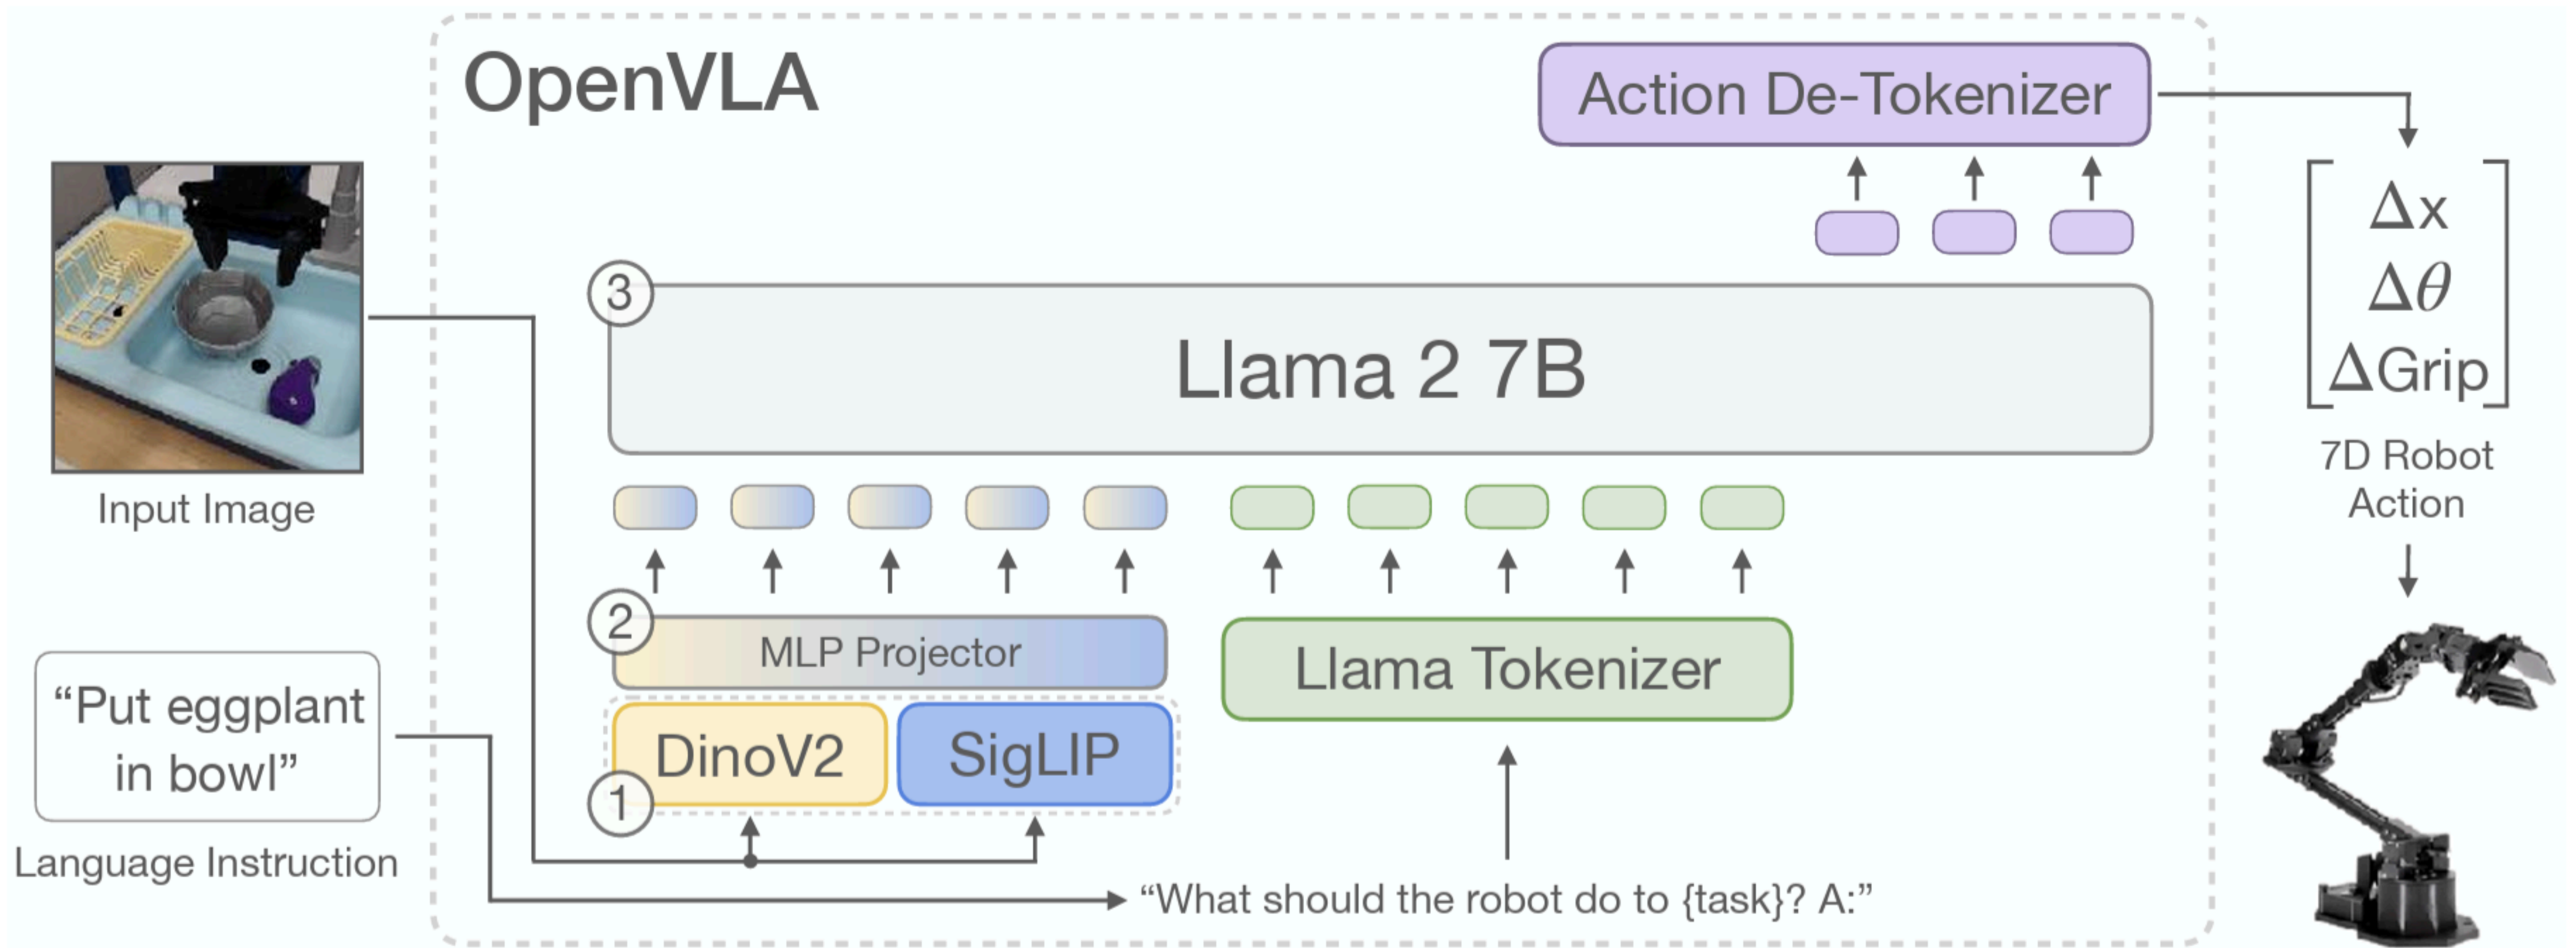 OpenVLA
Action De-Tokenizer
Δx
Δθ
ΔGrip
7D Robot
Action
3
Llama 2 7B
Input Image
2
MLP Projector
Llama Tokenizer
DinoV2
SigLIP
1
“Put eggplant
in bowl”
Language Instruction
“What should the robot do to {task}? A:”